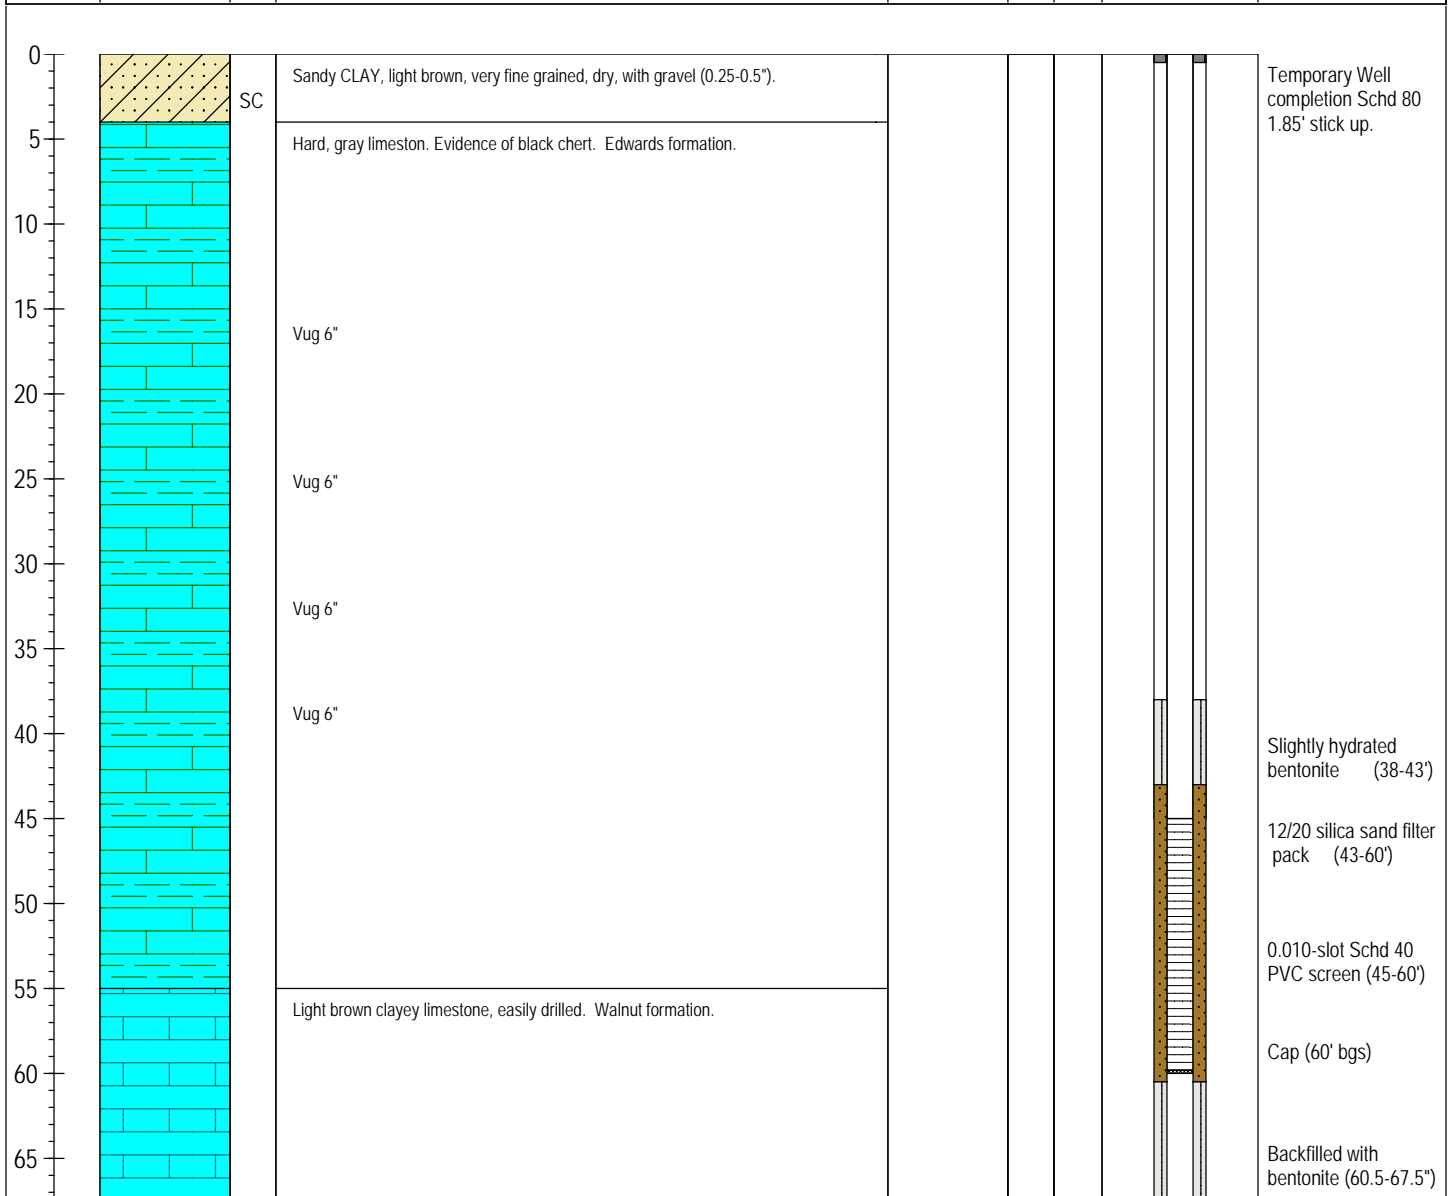 0
Sandy CLAY, light brown, very fine grained, dry, with gravel (0.25-0.5").
SC
Temporary Well
completion Schd 80
1.85' stick up.
5
Hard, gray limeston. Evidence of black chert. Edwards formation.
10
15
Vug 6"
20
25
Vug 6"
30
Vug 6"
35
Vug 6"
40
Slightly hydrated
bentonite (38-43')
45
12/20 silica sand filter
pack (43-60')
50
0.010-slot Schd 40
PVC screen (45-60')
55
Light brown clayey limestone, easily drilled. Walnut formation.
Cap (60' bgs)
60
65
Backfilled with
bentonite (60.5-67.5")